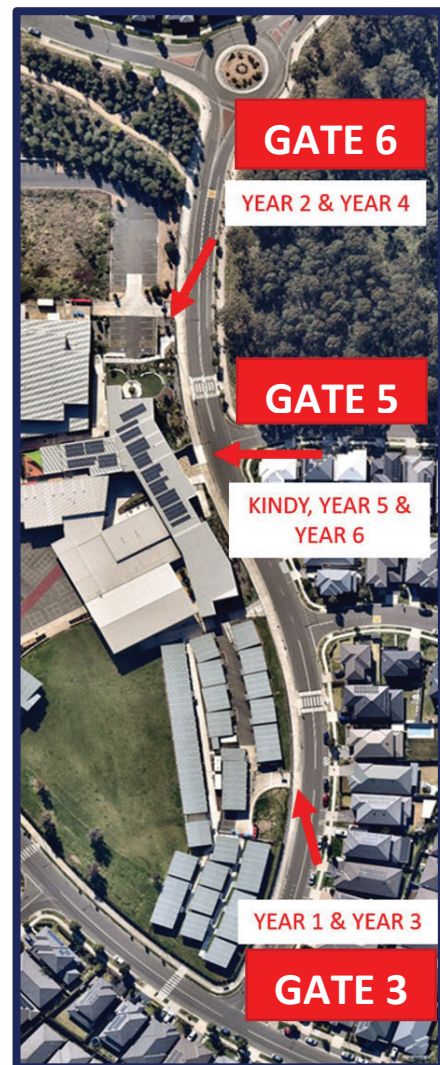 GATE 6
YEAR 2 & YEAR 4
GATE 5
KINDY, YEAR 5 &
YEAR 6
YEAR 1 & YEAR 3
GATE 3